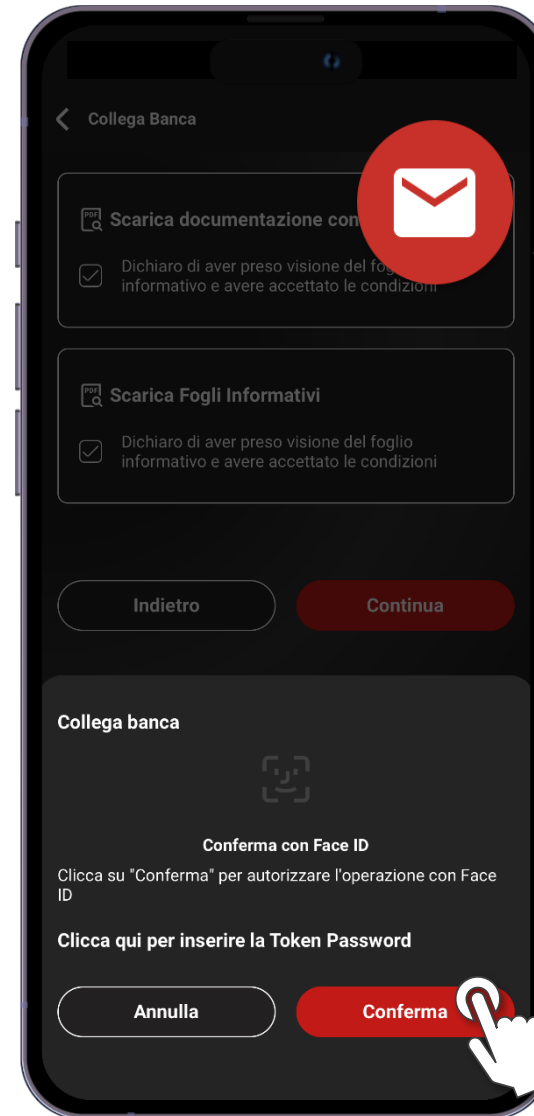 Collega Banca
PDF Scarica documentazione con
Dichiaro di aver preso visione del fog
informativo e avere accettato le condizioni
PDF Scarica Fogli Informativi
Dichiaro di aver preso visione del foglio
informativo e avere accettato le condizioni
Indietro Continua
Collega banca
Conferma con Face ID
Clicca su "Conferma" per autorizzare l'operazione con Face
ID
Clicca qui per inserire la Token Password
Annulla Conferma